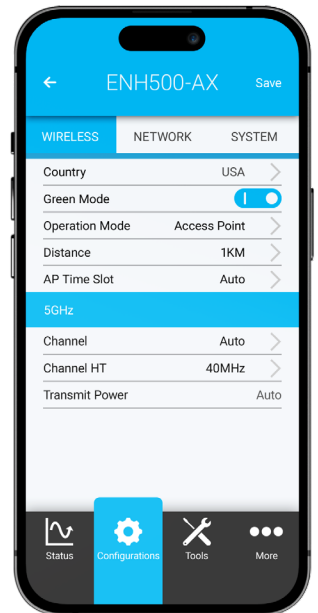 ENH500-AX Save
WIRELESS NETWORK SYSTEM
Country USA
Green Mode
Operation Mode Access Point
Distance 1KM
AP Time Slot Auto
5GHz
Channel Auto
Channel HT 40MHz
Transmit Power Auto
Status Configurations Tools More